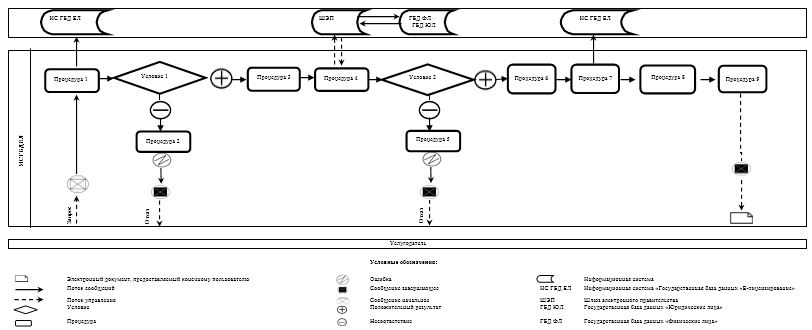 ИС ГБД ЕЛ
ШЭП
ГБД ФЛ
ГБД ЮЛ
ИС ГБД ЕЛ
ИС ГБД ЕЛ
Процедура 1
Условие 1
Процедура 3
Процедура 4
Условие 2
Процедура 6
Процедура 7
Процедура 8
Процедура 9
Процедура 2
Процедура 5
Запрос
Отказ
Отказ
Услугодатель
Условные обозначения:
Электронный документ, предоставляемый конечному пользователю
Поток сообщений
Поток управления
Условие
Процедура
Ошибка
Сообщение завершающее
Сообщение начальное
Положительный результат
Несоответствие
Информационная система
ИС ГБД ЕЛ Информационная система «Государственная база данных «Е-лицензирование»
ШЭП Шлюз электронного правительства
ГБД ЮЛ Государственная база данных «Юридические лица»
ГБД ФЛ Государственная база данных «Физические лица»